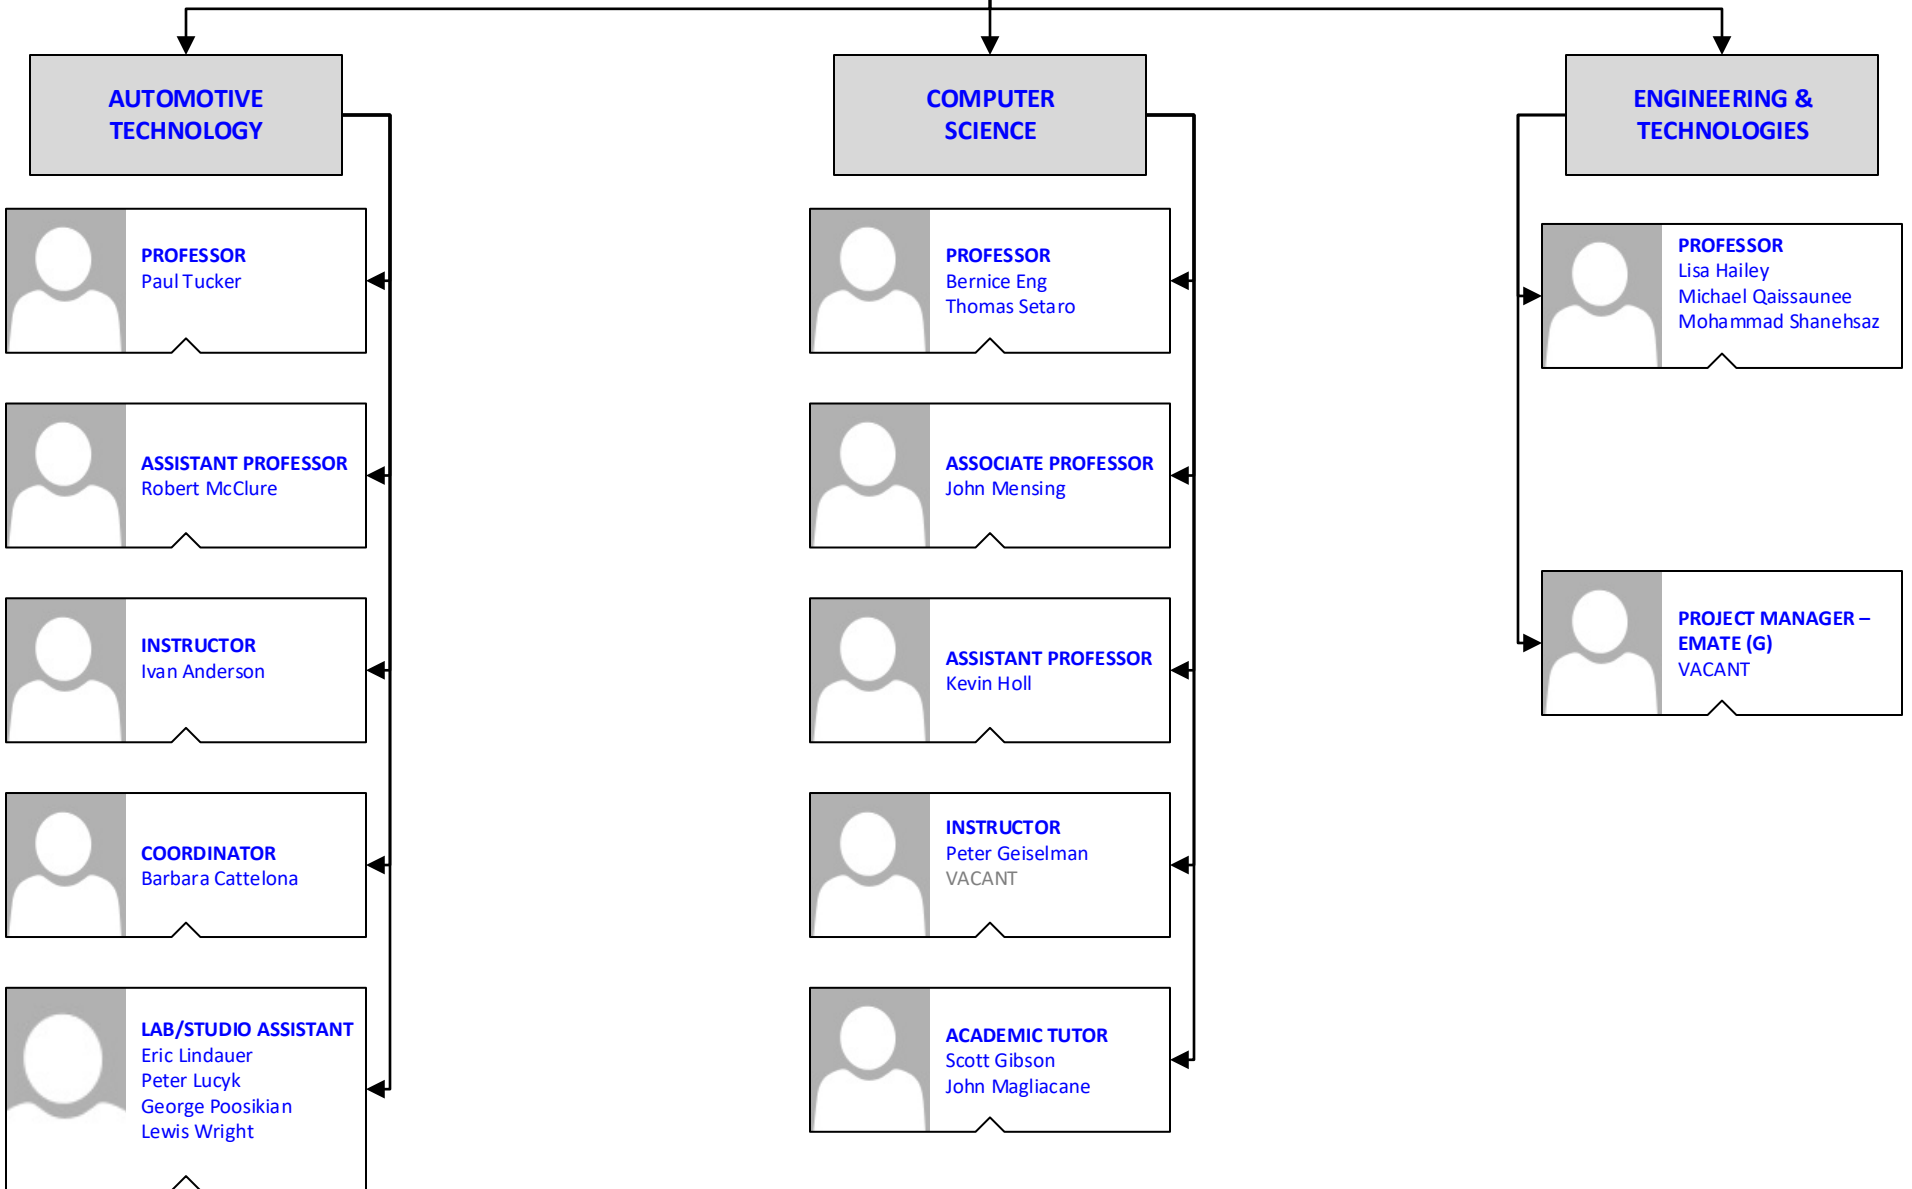 AUTOMOTIVE
TECHNOLOGY
PROFESSOR
Paul Tucker
ASSISTANT PROFESSOR
Robert McClure
INSTRUCTOR
Ivan Anderson
COORDINATOR
Barbara Cattelona
LAB/STUDIO ASSISTANT
Eric Lindauer
Peter Lucyk
George Poosikian
Lewis Wright
COMPUTER
SCIENCE
PROFESSOR
Bernice Eng
Thomas Setaro
ASSOCIATE PROFESSOR
John Mensing
ASSISTANT PROFESSOR
Kevin Holl
INSTRUCTOR
Peter Geiselman
VACANT
ACADEMIC TUTOR
Scott Gibson
John Magliacane
ENGINEERING &
TECHNOLOGIES
PROFESSOR
Lisa Hailey
Michael Qaissaunee
Mohammad Shanehsaz
PROJECT MANAGER –
EMATE (G)
VACANT